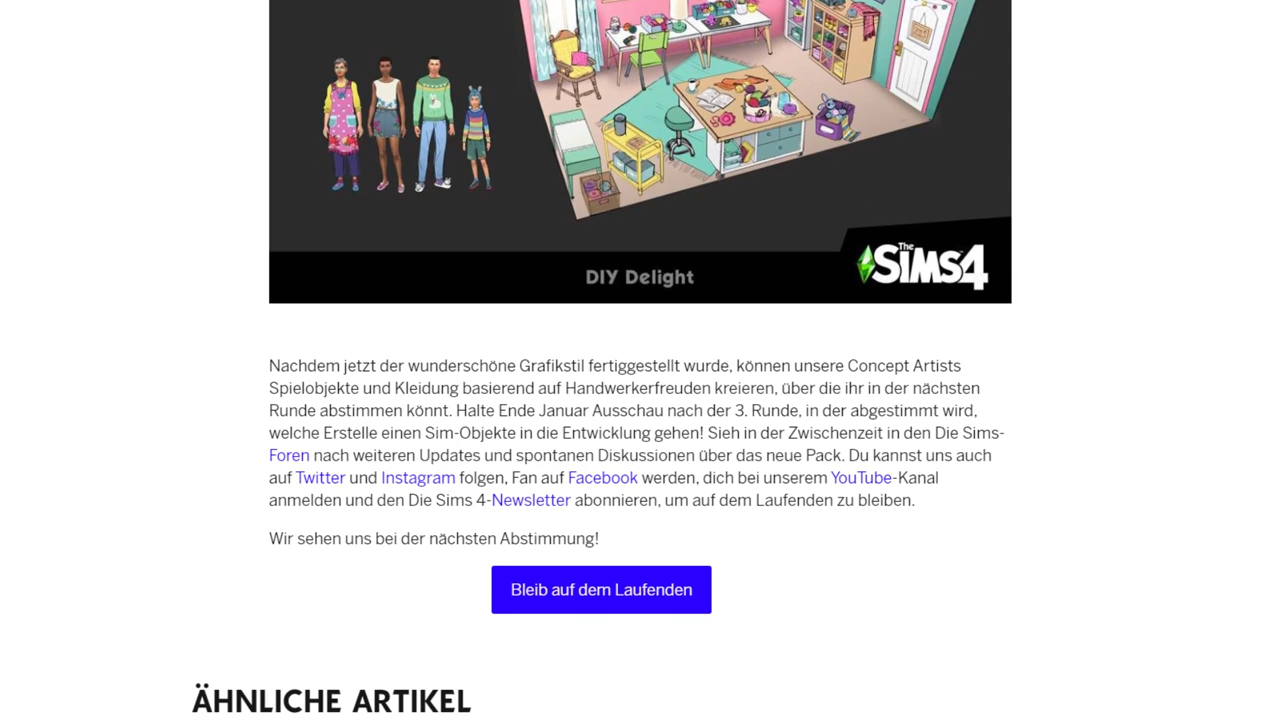 The
SiMS4
DIY Delight
Nachdem jetzt der wunderschöne Grafikstil fertiggestellt wurde, können unsere Concept Artists
Spielobjekte und Kleidung basierend auf Handwerkerfreuden kreieren, über die ihr in der nächsten
Runde abstimmen könnt. Halte Ende Januar Ausschau nach der 3. Runde, in der abgestimmt wird,
welche Erstelle einen Sim-Objekte in die Entwicklung gehen! Sieh in der Zwischenzeit in den Die Sims-
Foren nach weiteren Updates und spontanen Diskussionen über das neue Pack. Du kannst uns auch
auf Twitter und Instagram folgen, Fan auf Facebook werden, dich bei unserem YouTube-Kanal
anmelden und den Die Sims 4-Newsletter abonnieren, um auf dem Laufenden zu bleiben.
Wir sehen uns bei der nächsten Abstimmung!
Bleib auf dem Laufenden
ÄHNLICHE ARTIKEL